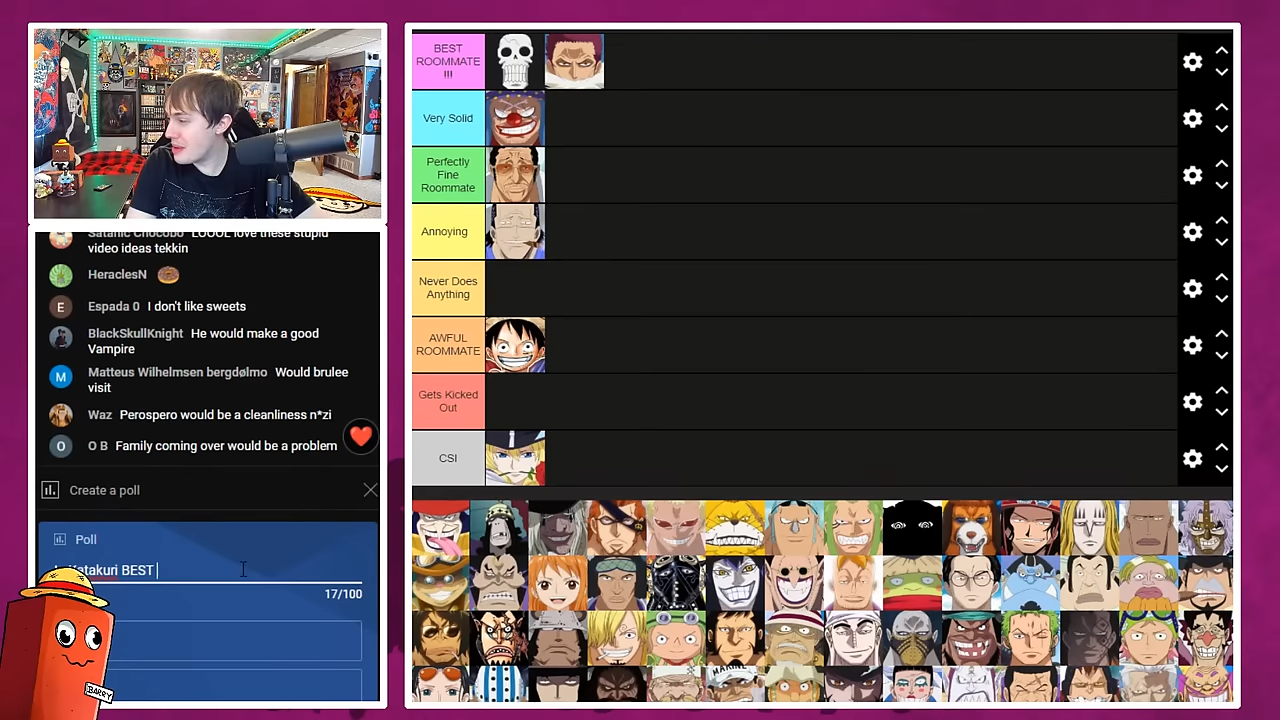 Satanic Chocobo LOOOL love these stupid
video ideas tekkin
HeraclesN
E
Espada 0 I don't like sweets
BlackSkullKnight He would make a good
Vampire
M
Matteus Wilhelmsen bergdølmo Would brulee
visit
Waz Perospero would be a cleanliness n*zi
O
O B Family coming over would be a problem
Create a poll
Poll
BEST
17/100
BARRY
BEST
ROOMMATE
!!!
Very Solid
Perfectly
Fine
Roommate
Annoying
Never Does
Anything
AWFUL
ROOMMATE
Gets Kicked
Out
CSI
MARINE